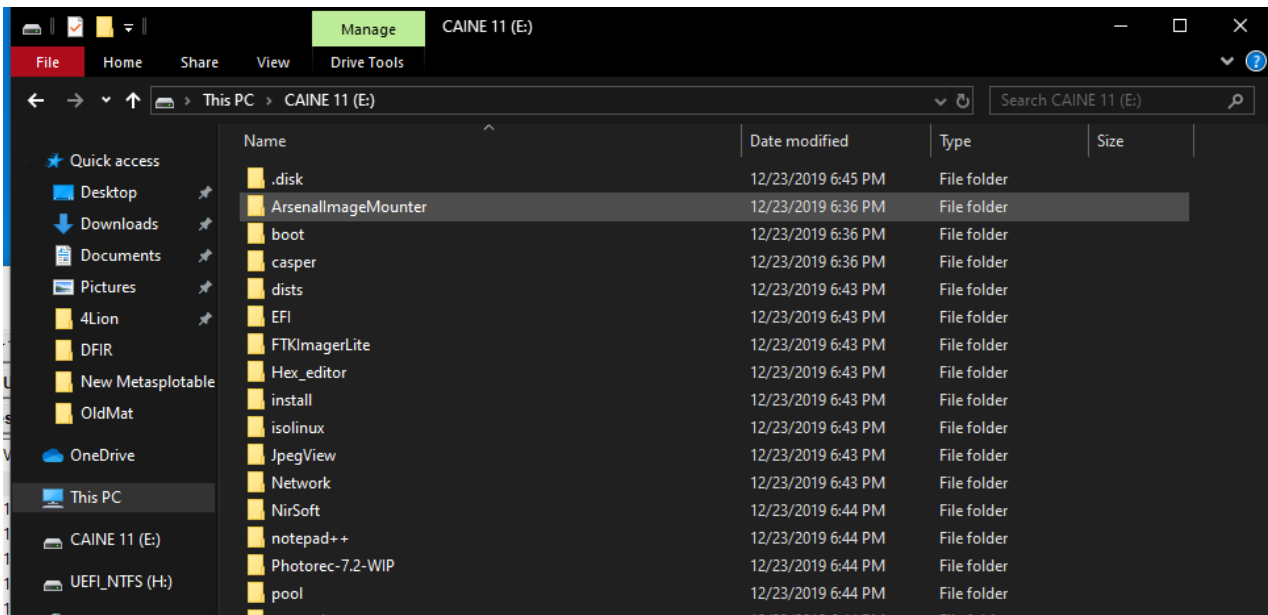 Manage CAINE 11 (E:)
File Home Share View Drive Tools
This PC > CAINE 11 (E:) Search CAINE 11 (E:)
Name Date modified Type Size
Quick access
Desktop
Downloads
Documents
Pictures
4Lion
DFIR
New Metasplotable
OldMat
OneDrive
This PC
CAINE 11 (E:)
UEFI_NTFS (H:)
.disk 12/23/2019 6:45 PM File folder
ArsenalImageMounter 12/23/2019 6:36 PM File folder
boot 12/23/2019 6:36 PM File folder
casper 12/23/2019 6:36 PM File folder
dists 12/23/2019 6:43 PM File folder
EFI 12/23/2019 6:43 PM File folder
FTKImagerLite 12/23/2019 6:43 PM File folder
Hex_editor 12/23/2019 6:43 PM File folder
install 12/23/2019 6:43 PM File folder
isolinux 12/23/2019 6:43 PM File folder
JpegView 12/23/2019 6:43 PM File folder
Network 12/23/2019 6:43 PM File folder
NirSoft 12/23/2019 6:44 PM File folder
notepad++ 12/23/2019 6:44 PM File folder
Photorec-7.2-WIP 12/23/2019 6:44 PM File folder
pool 12/23/2019 6:44 PM File folder